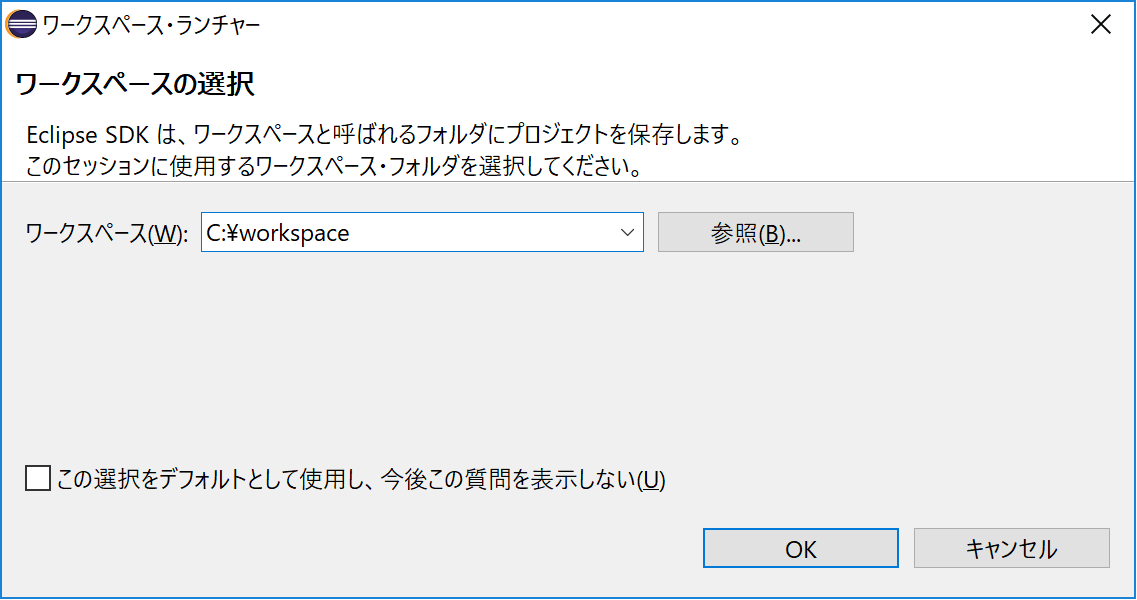 ワークスペース・ランチャー
ワークスペースの選択
Eclipse SDK は、ワークスペースと呼ばれるフォルダにプロジェクトを保存します。
このセッションに使用するワークスペース・フォルダを選択してください。
ワークスペース(W): C:¥workspace 参照(B)...
この選択をデフォルトとして使用し、今後この質問を表示しない(U)
OK キャンセル